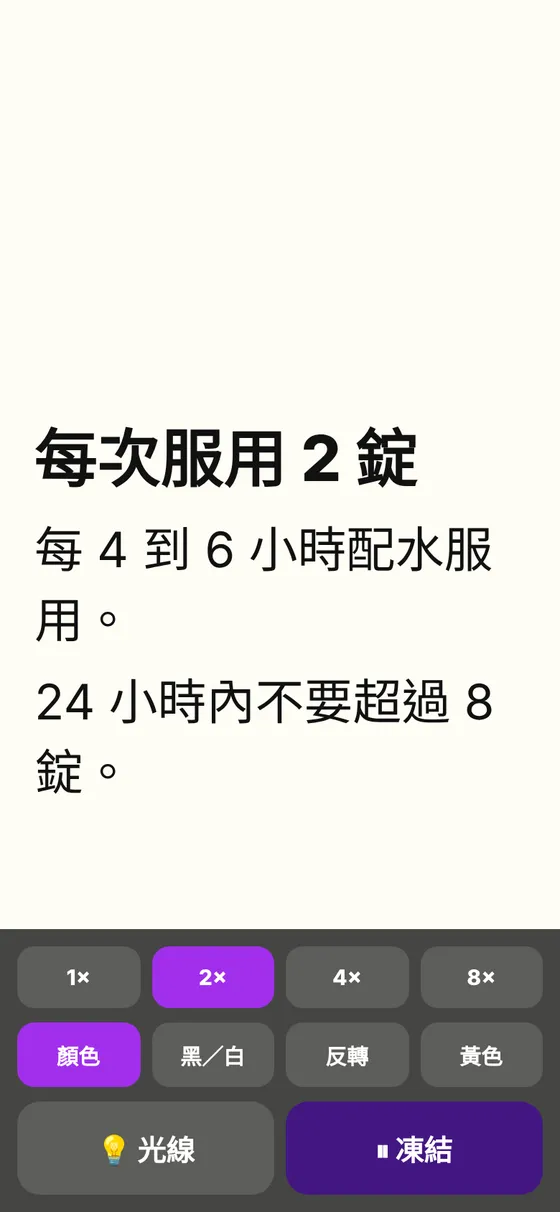 每次服用 2 錠
每 4 到 6 小時配水服
用。
24 小時內不要超過 8
錠。
1× 2× 4× 8×
顏色 黑／白 反轉 黃色
💡 光線 ⏸ 凍結